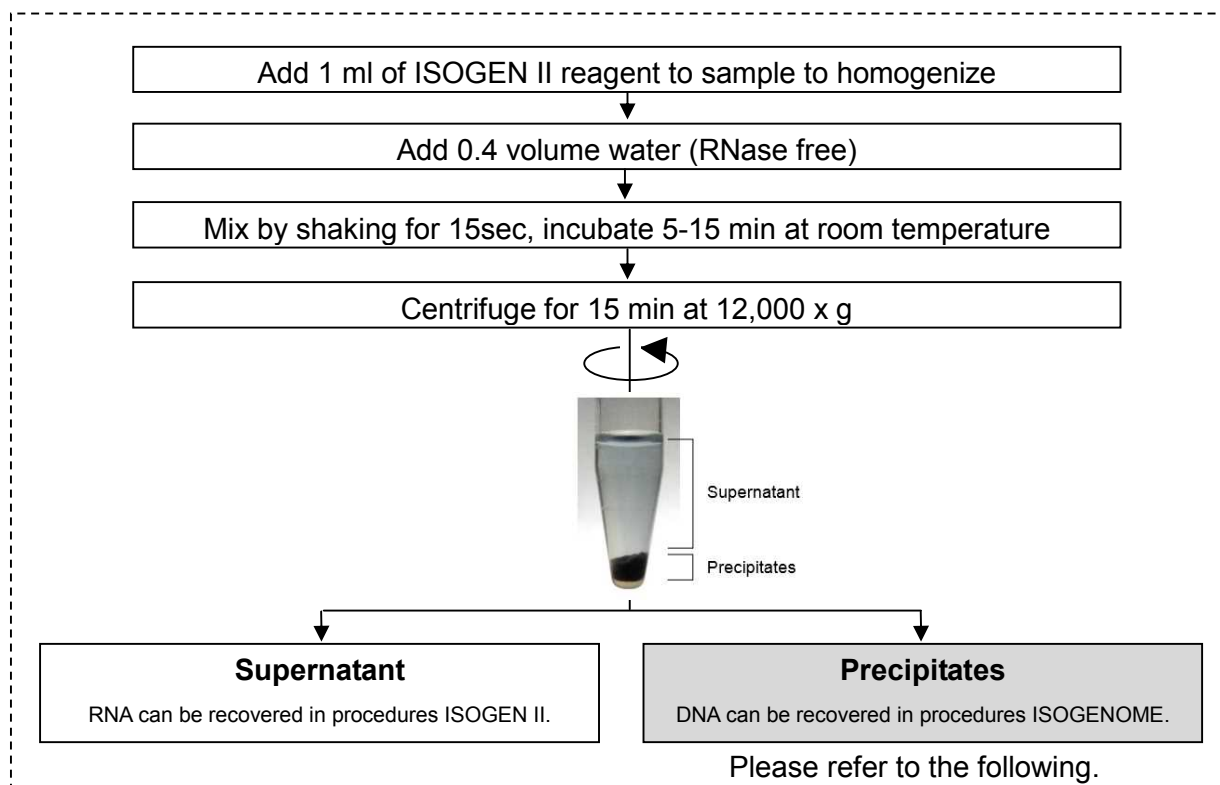 Add 1 ml of ISOGEN II reagent to sample to homogenize
Add 0.4 volume water (RNase free)
Mix by shaking for 15sec, incubate 5-15 min at room temperature
Centrifuge for 15 min at 12,000 x g
Supernatant
Precipitates
Supernatant
RNA can be recovered in procedures ISOGEN II.
Precipitates
DNA can be recovered in procedures ISOGENOME.
Please refer to the following.